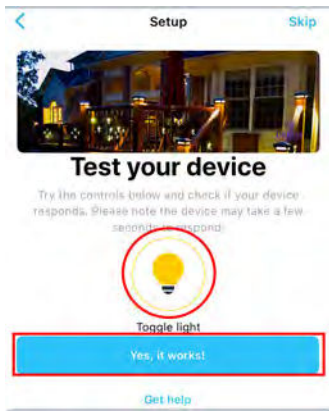 Setup
Skip
Test your device
Try the controls below and check if your device
responds. Please note the device may take a few
seconds to respond.
Toggle light
Yes, it works!
Get help